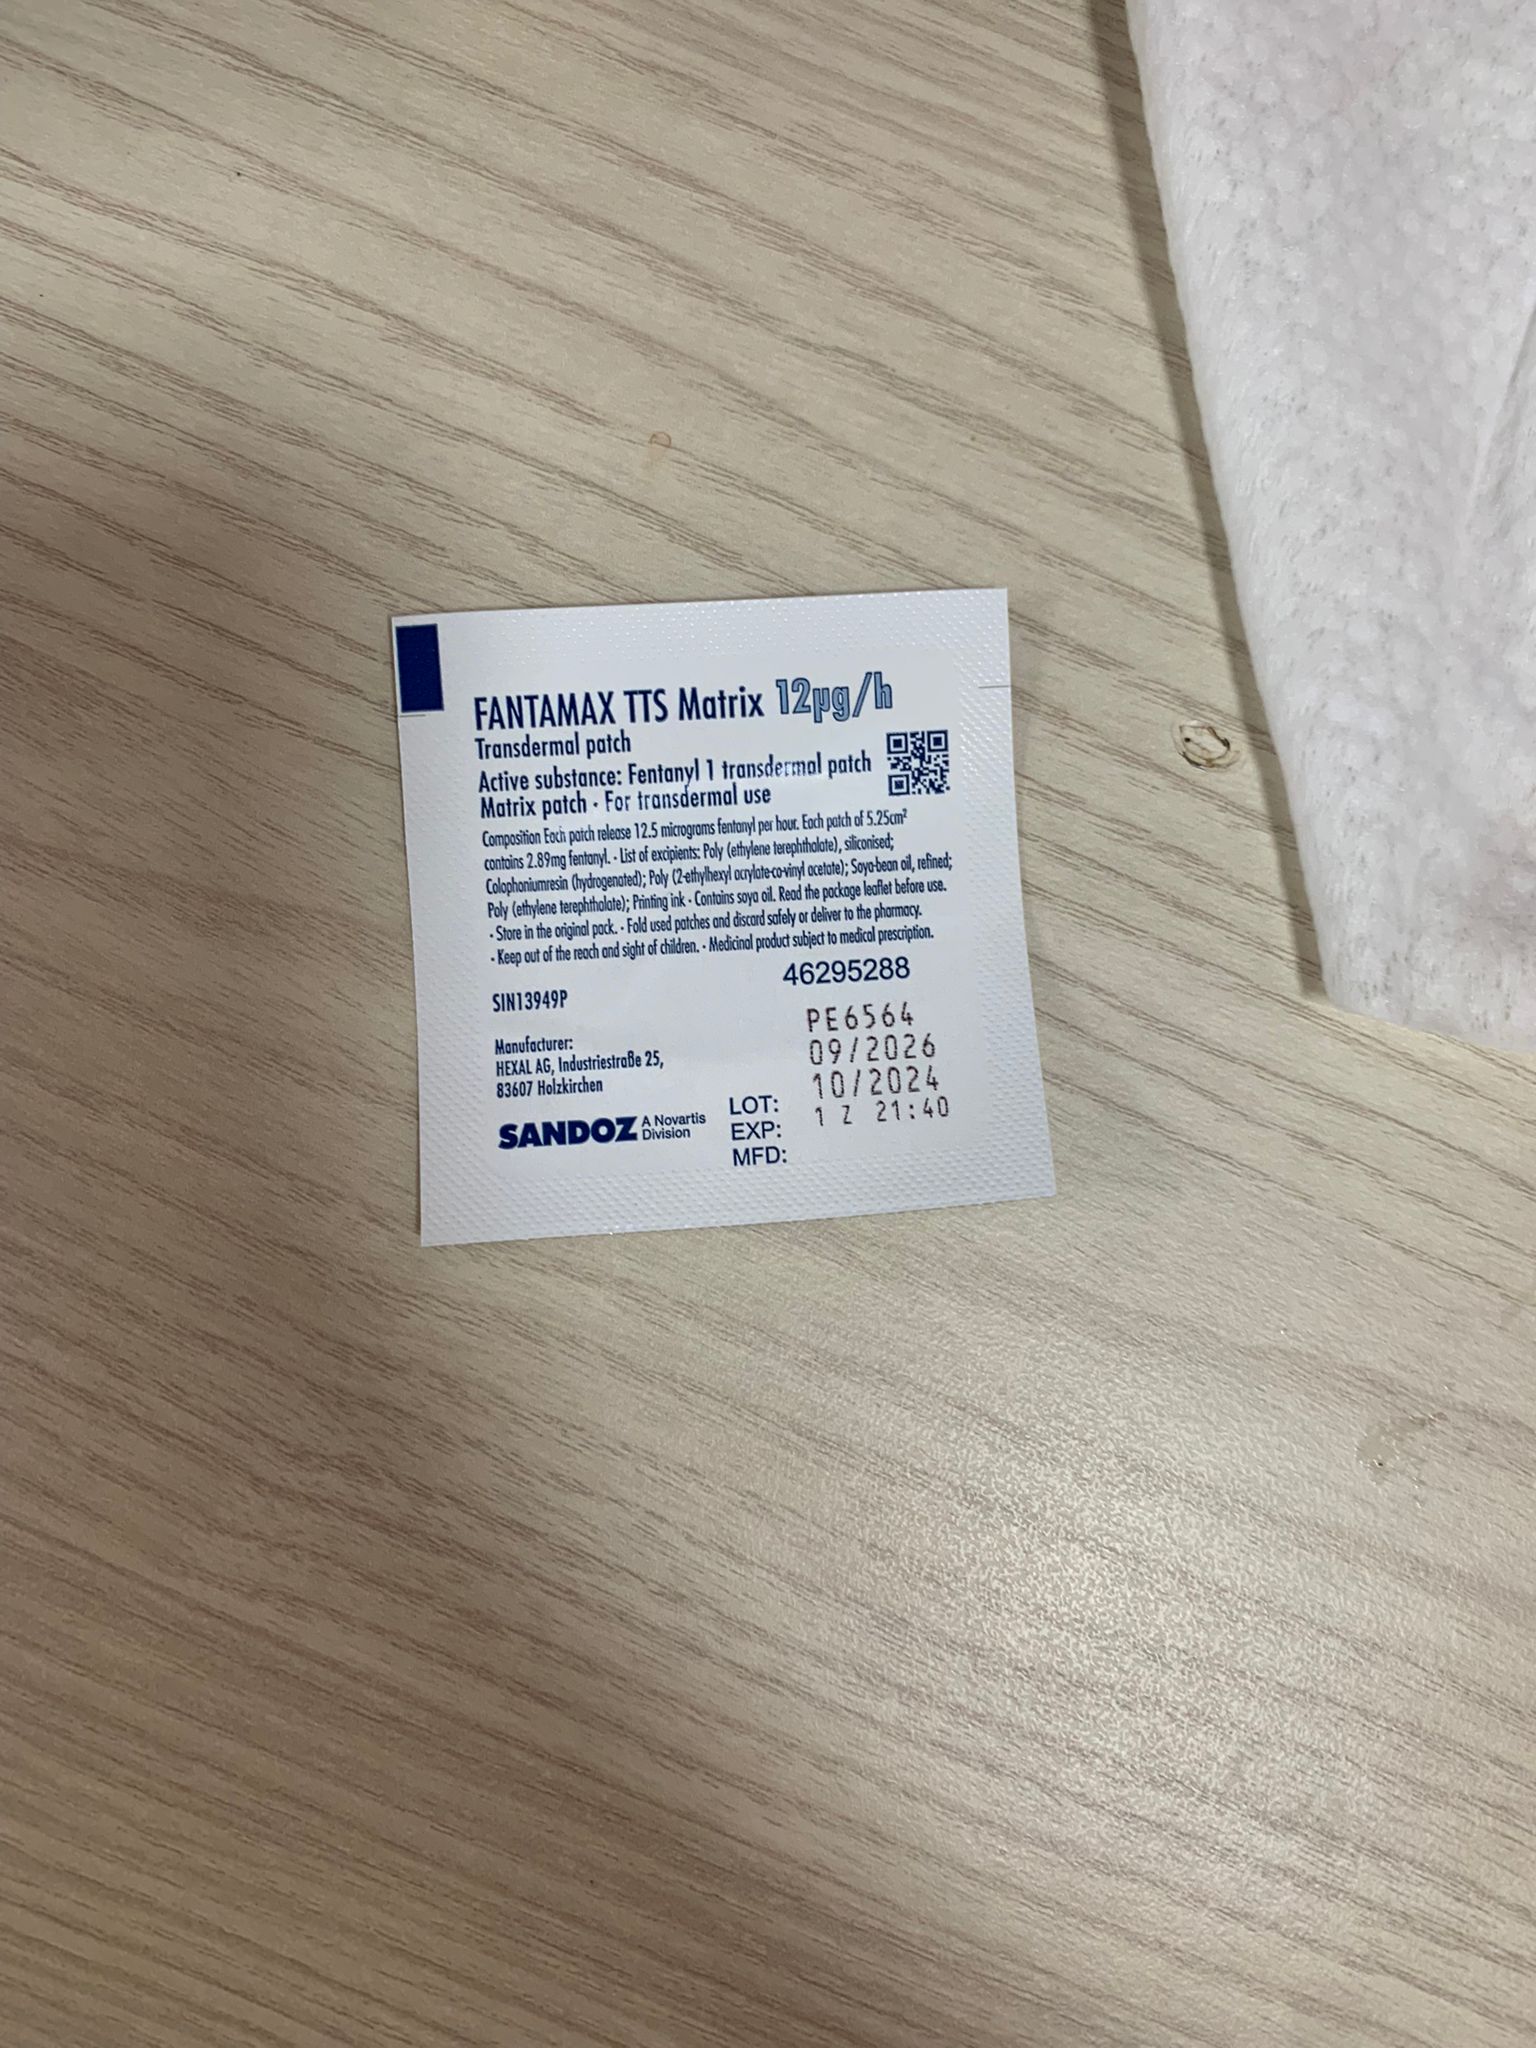 FANTAMAX TTS Matrix 12µg/h
Transdermal patch
Active substance: Fentanyl 1 transdermal patch
Matrix patch · For transdermal use
Composition Each patch release 12.5 micrograms fentanyl per hour. Each patch of 5.25cm²
contains 2.89mg fentanyl. · List of excipients: Poly (ethylene terephthalate), siliconised;
Colophoniumresin (hydrogenated); Poly (2-ethylhexyl acrylate-co-vinyl acetate); Soya-bean oil, refined;
Poly (ethylene terephthalate); Printing ink · Contains soya oil. Read the package leaflet before use.
· Store in the original pack. · Fold used patches and discard safely or deliver to the pharmacy.
· Keep out of the reach and sight of children. · Medicinal product subject to medical prescription.
46295288
SIN13949P
PE6564
09/2026
10/2024
1 Z 21:40
Manufacturer:
HEXAL AG, Industriestraße 25,
83607 Holzkirchen
SANDOZ A Novartis
Division
LOT:
EXP:
MFD: